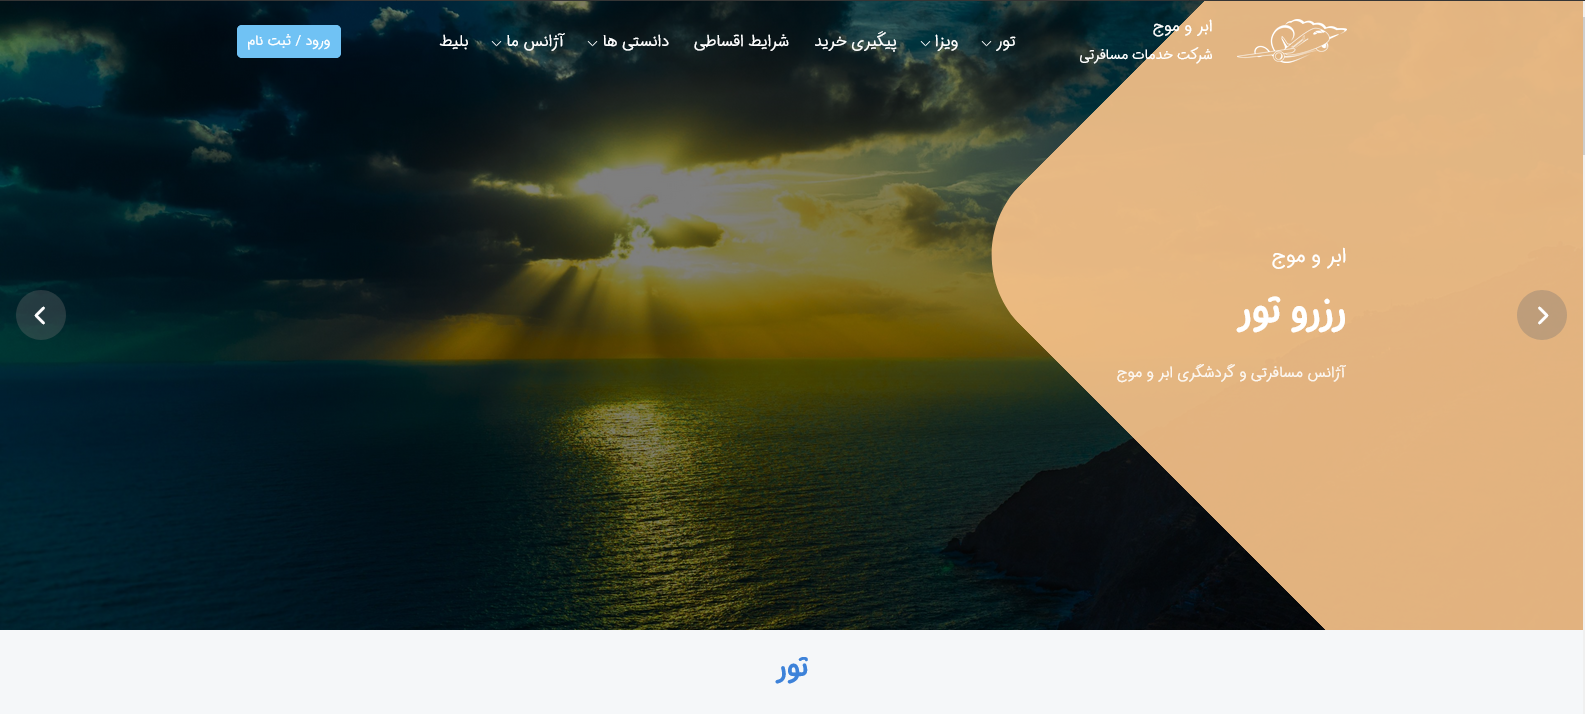 ابر و موج
شرکت خدمات مسافرتی
تور
ویزا
پیگیری خرید
شرایط اقساطی
دانستی ها
آژانس ما
بلیط
ورود / ثبت نام
ابر و موج
رزرو تور
آژانس مسافرتی و گردشگری ابر و موج
تور